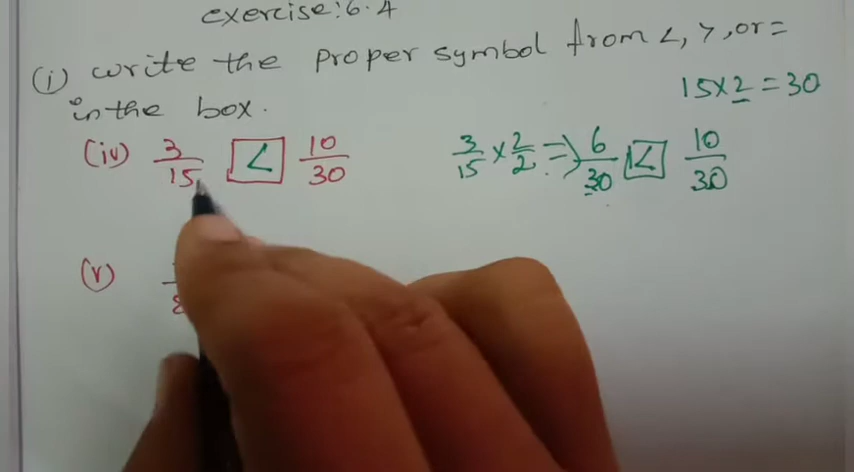 exercise:6.4
(i) write the proper symbol from <, >, or =
in the box.
15×2=30
(iv) 3/15 < 10/30
3/15 × 2/2 => 6/30 < 10/30
(v)